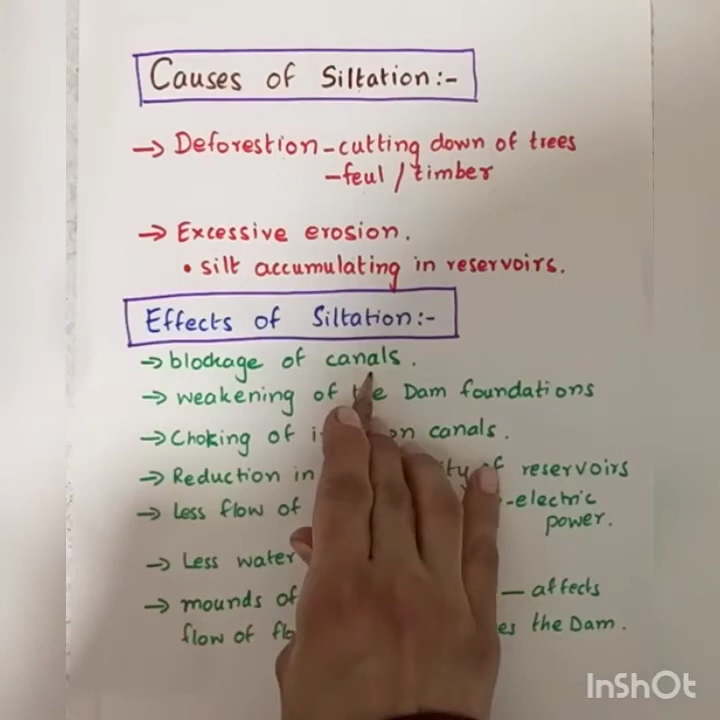 Causes of Siltation:-
→ Deforestion - cutting down of trees
- feul / timber
→ Excessive erosion.
• silt accumulating in reservoirs.
Effects of Siltation:-
→ blockage of canals.
→ weakening of the Dam foundations
→ Choking of canals.
→ Reduction in of reservoirs
→ Less flow of -electric
power.
→ Less water
→ mounds of — affects
flow of the Dam.
InShOt